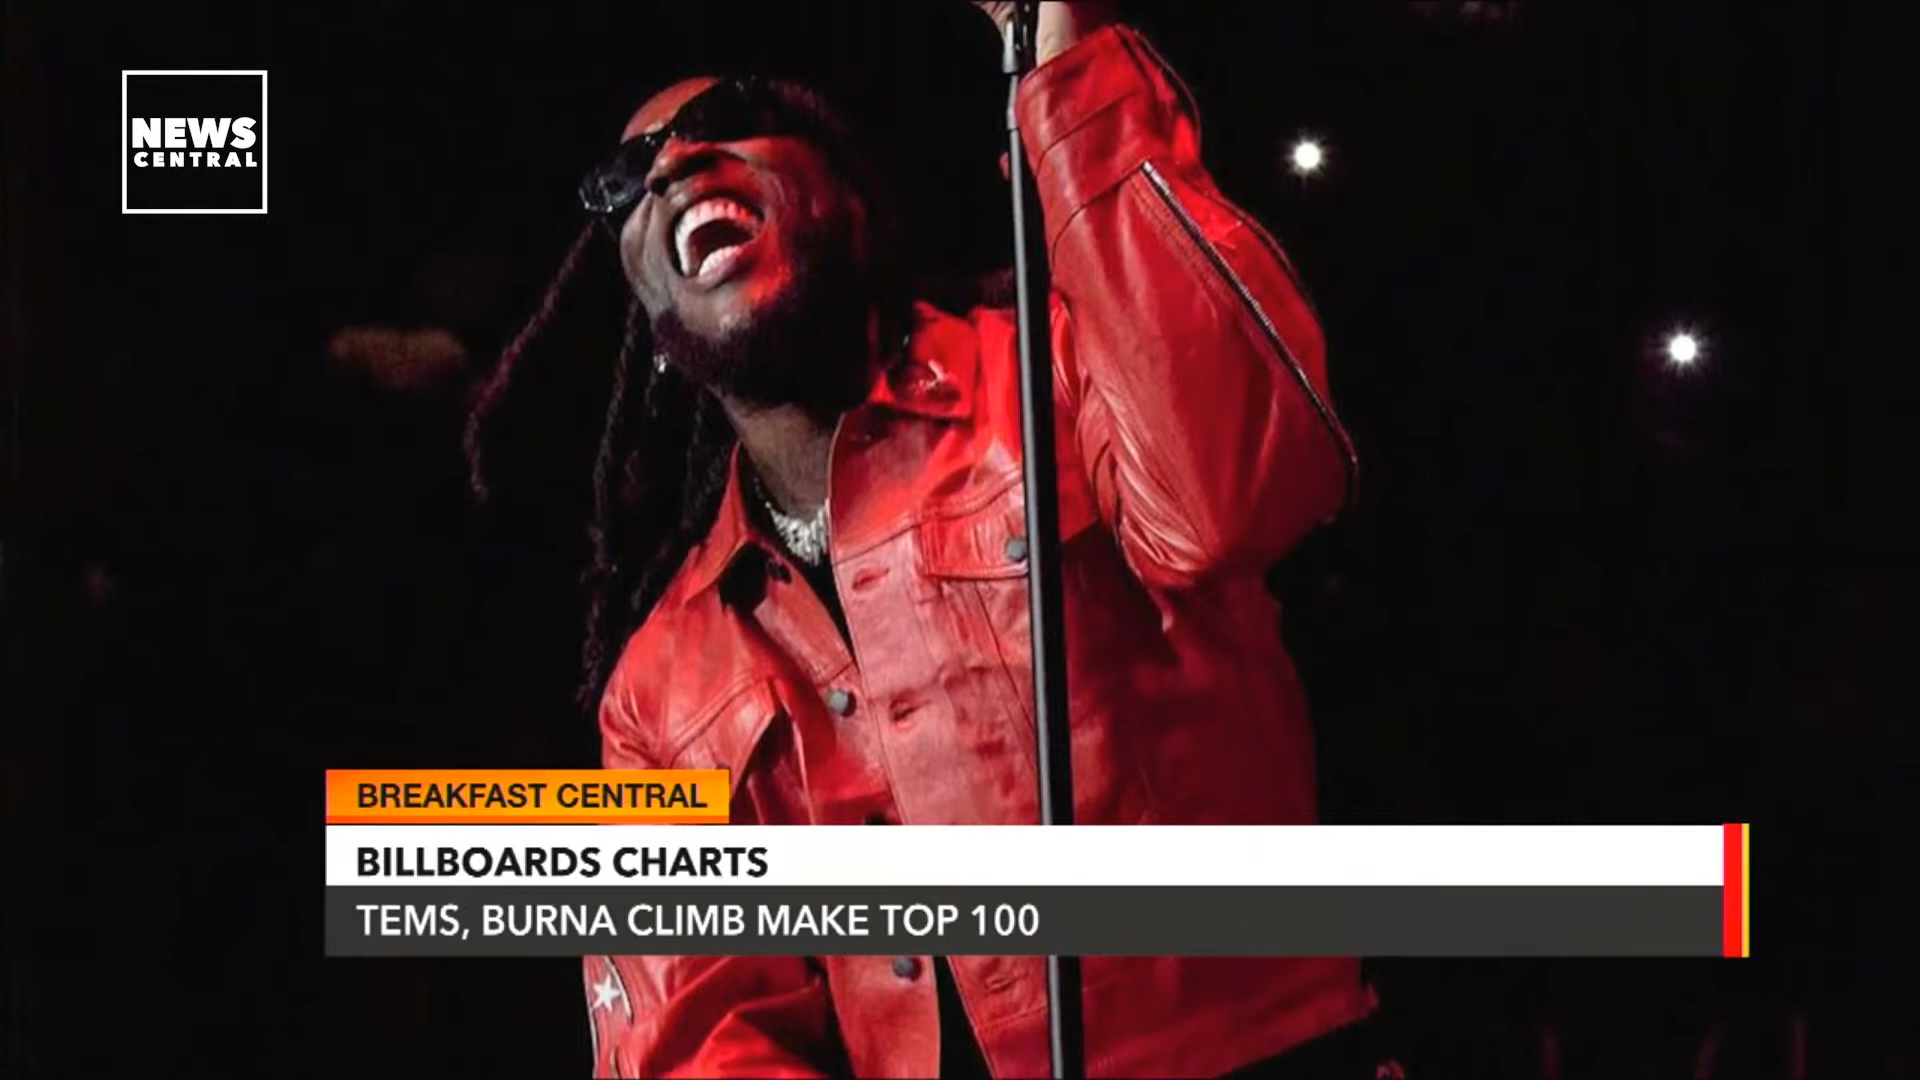 NEWS
CENTRAL
BREAKFAST CENTRAL
BILLBOARDS CHARTS
TEMS, BURNA CLIMB MAKE TOP 100